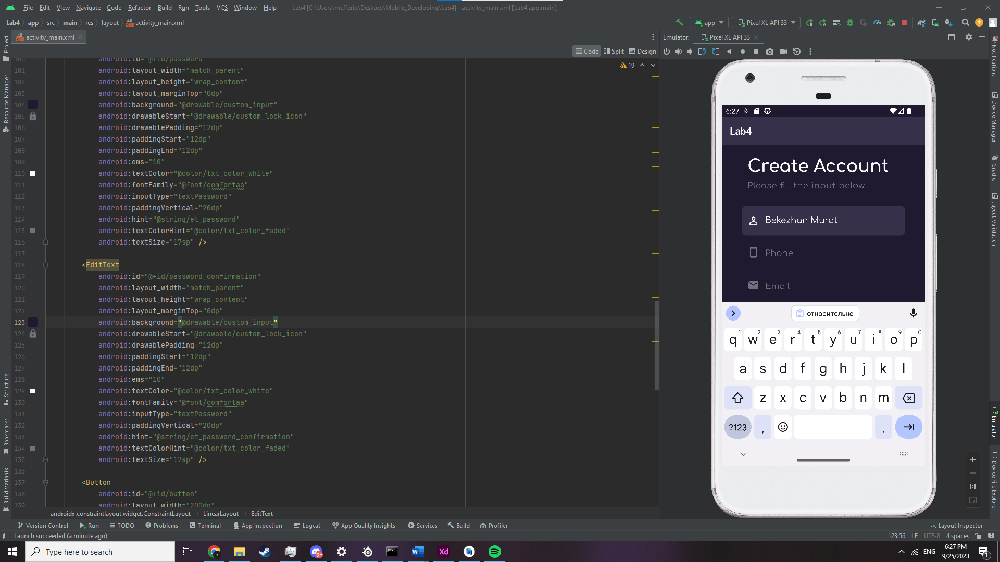 File Edit View Navigate Code Refactor Build Run Tools VCS Window Help Lab4 [C:\Users\mefferio\Desktop\Mobile_Developing\Lab4] - activity_main.xml [Lab4.app.main]
Lab4 app src main res layout activity_main.xml app Pixel XL API 33
activity_main.xml
Emulator: Pixel XL API 33
Code Split Design
19
100 android:id="@+id/password"
101 android:layout_width="match_parent"
102 android:layout_height="wrap_content"
103 android:layout_marginTop="0dp"
104 android:background="@drawable/custom_input"
105 android:drawableStart="@drawable/custom_lock_icon"
106 android:drawablePadding="12dp"
107 android:paddingStart="12dp"
108 android:paddingEnd="12dp"
109 android:ems="10"
110 android:textColor="@color/txt_color_white"
111 android:fontFamily="@font/comfortaa"
112 android:inputType="textPassword"
113 android:paddingVertical="20dp"
114 android:hint="@string/et_password"
115 android:textColorHint="@color/txt_color_faded"
116 android:textSize="17sp" />
117
118 <EditText
119 android:id="@+id/password_confirmation"
120 android:layout_width="match_parent"
121 android:layout_height="wrap_content"
122 android:layout_marginTop="0dp"
123 android:background="@drawable/custom_input"
124 android:drawableStart="@drawable/custom_lock_icon"
125 android:drawablePadding="12dp"
126 android:paddingStart="12dp"
127 android:paddingEnd="12dp"
128 android:ems="10"
129 android:textColor="@color/txt_color_white"
130 android:fontFamily="@font/comfortaa"
131 android:inputType="textPassword"
132 android:paddingVertical="20dp"
133 android:hint="@string/et_password_confirmation"
134 android:textColorHint="@color/txt_color_faded"
135 android:textSize="17sp" />
136
137 <Button
138 android:id="@+id/button"
139 android:layout_width="200dp"
androidx.constraintlayout.widget.ConstraintLayout LinearLayout EditText
Project
Resource Manager
Structure
Bookmarks
Build Variants
6:27
Lab4
Create Account
Please fill the input below
Bekezhan Murat
Phone
Email
относительно
q1 w2 e3 r4 t5 y6 u7 i8 o9 p0
a s d f g h j k l
z x c v b n m
?123 , .
1:1
Notifications
Device Manager
Gradle
Layout Validation
Emulator
Device File Explorer
Version Control Run TODO Problems Terminal App Inspection Logcat App Quality Insights Services Build Profiler Layout Inspector
Launch succeeded (a minute ago) 123:56 LF UTF-8 4 spaces
Type here to search Xd 9+ W ENG 6:27 PM
9/25/2023 1